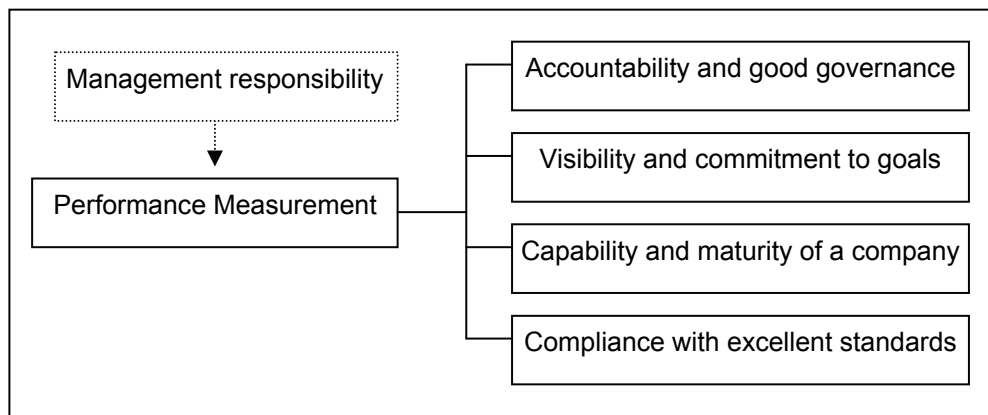 Management responsibility
Performance Measurement
Accountability and good governance
Visibility and commitment to goals
Capability and maturity of a company
Compliance with excellent standards